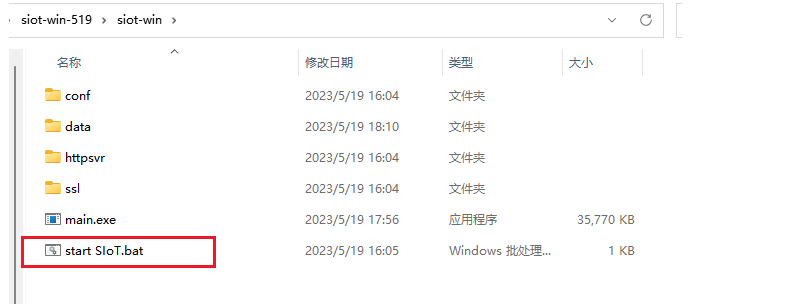 siot-win-519 > siot-win >
名称 修改日期 类型 大小
conf 2023/5/19 16:04 文件夹
data 2023/5/19 18:10 文件夹
httpsvr 2023/5/19 16:04 文件夹
ssl 2023/5/19 16:04 文件夹
main.exe 2023/5/19 17:56 应用程序 35,770 KB
start SIoT.bat 2023/5/19 16:05 Windows 批处理... 1 KB